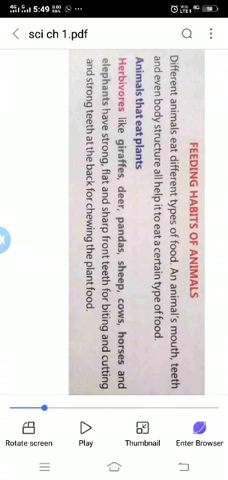 5:49
sci ch 1.pdf
FEEDING HABITS OF ANIMALS
Different animals eat different types of food. An animal's mouth, teeth
and even body structure all help it to eat a certain type of food.
Animals that eat plants
Herbivores like giraffes, deer, pandas, sheep, cows, horses and
elephants have strong, flat and sharp front teeth for biting and cutting
and strong teeth at the back for chewing the plant food.
Rotate screen Play Thumbnail Enter Browser